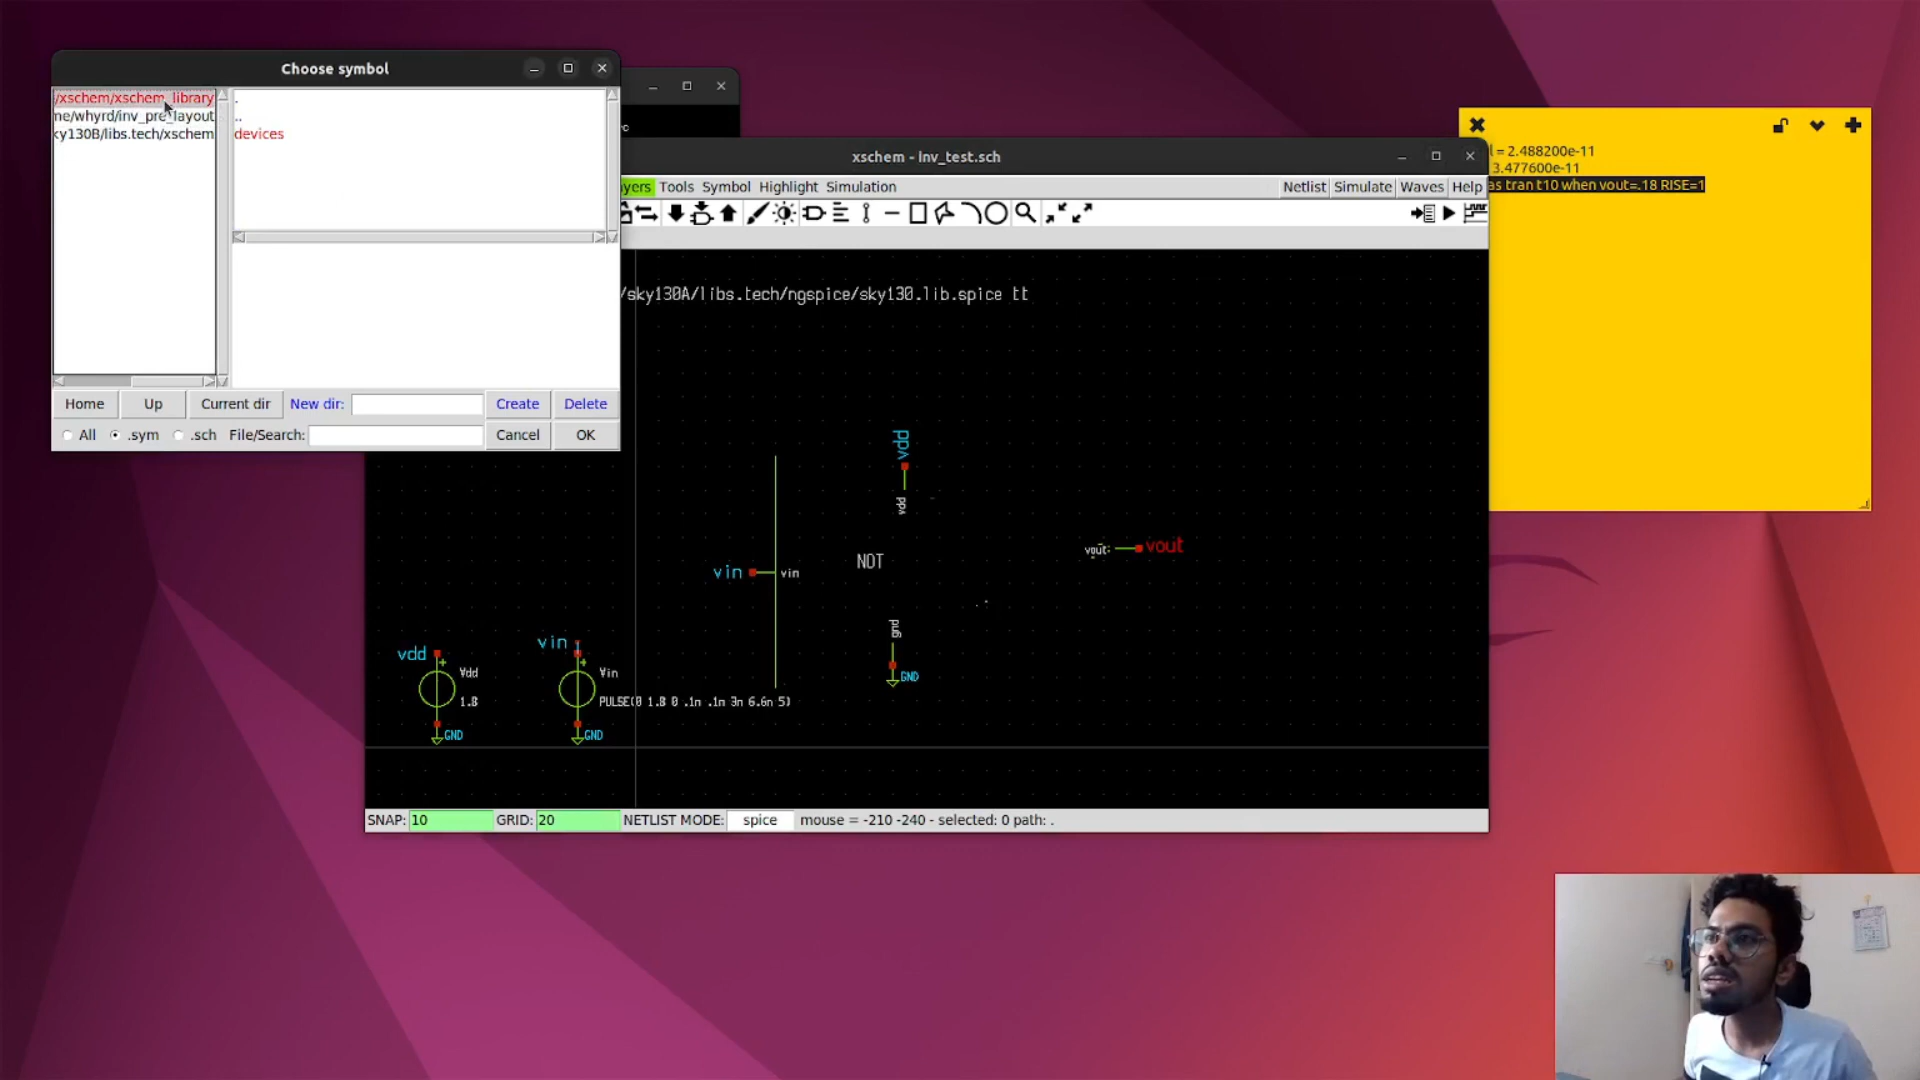 Choose symbol
/xschem/xschem_library
me/whyrd/inv_pre_layout
ky130B/libs.tech/xschem
.
..
devices
Home
Up
Current dir
New dir:
Create
Delete
All
.sym
.sch
File/Search:
Cancel
OK
xschem - inv_test.sch
yers
Tools
Symbol
Highlight
Simulation
Netlist
Simulate
Waves
Help
/sky130A/libs.tech/ngspice/sky130.lib.spice tt
vdd
vdd
NOT
vin
vin
vout
vout
gnd
GND
vdd
Vdd
1.8
GND
vin
Vin
PULSE(0 1.8 0 .1n .1n 3n 6.6n 5)
GND
SNAP: 10
GRID: 20
NETLIST MODE:
spice
mouse = -210 -240 - selected: 0 path: .
= 2.488200e-11
3.477600e-11
as tran t10 when vout=.18 RISE=1